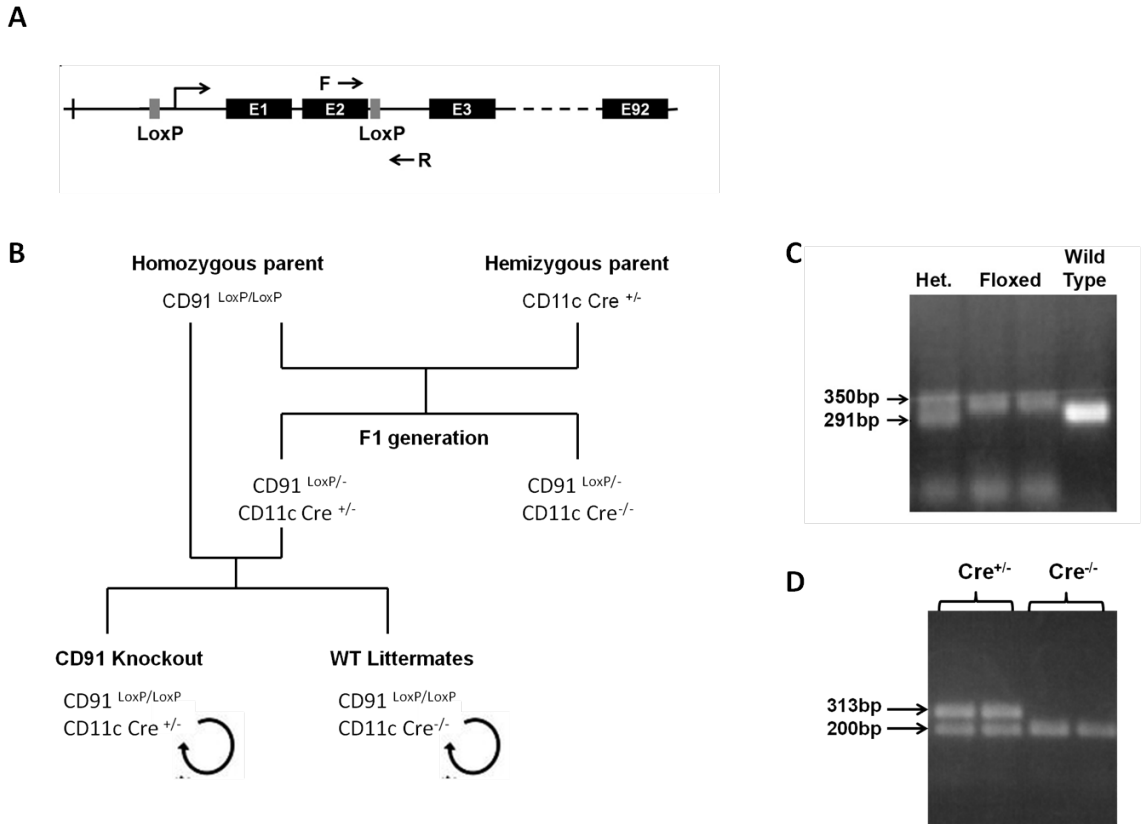 A
F
E1 E2 E3 E92
LoxP LoxP
R
B
Homozygous parent Hemizygous parent
CD91 LoxP/LoxP CD11c Cre +/-
F1 generation
CD91 LoxP/- CD91 LoxP/-
CD11c Cre +/- CD11c Cre-/-
CD91 Knockout WT Littermates
CD91 LoxP/LoxP CD91 LoxP/LoxP
CD11c Cre +/- CD11c Cre-/-
C
Wild
Het. Floxed Type
350bp
291bp
D
Cre+/- Cre-/-
313bp
200bp